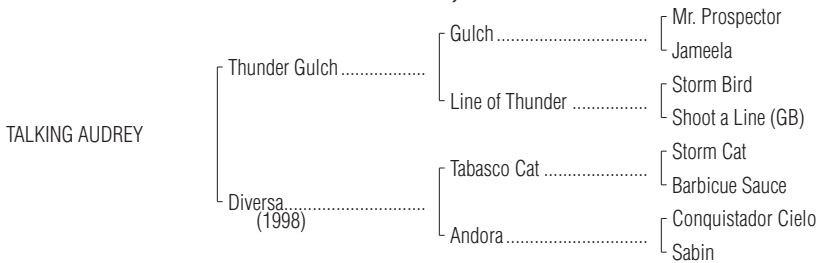 Mr. Prospector
Gulch
Jameela
Thunder Gulch
Storm Bird
Line of Thunder
Shoot a Line (GB)
TALKING AUDREY
Storm Cat
Tabasco Cat
Barbicue Sauce
Diversa
(1998)
Conquistador Cielo
Andora
Sabin